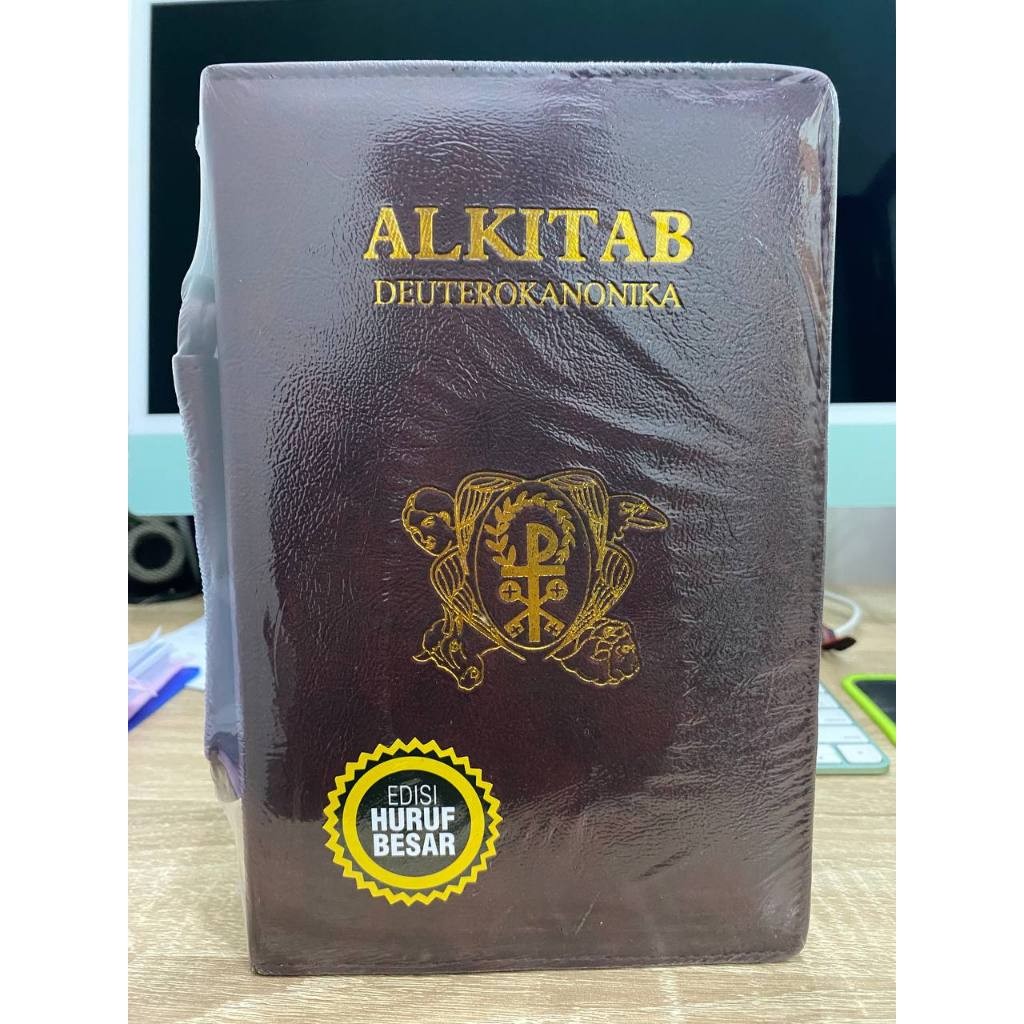 ALKITAB
DEUTEROKANONIKA
EDISI
HURUF
BESAR